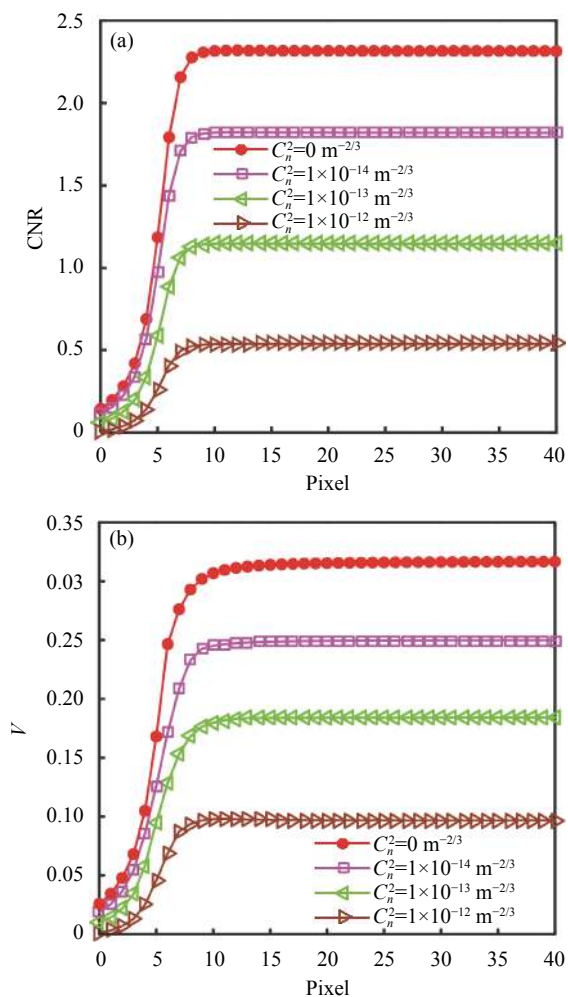 (a)
2.5
2.0
1.5
1.0
0.5
0
CNR
C_n^2=0 m^{-2/3}
C_n^2=1×10^{-14} m^{-2/3}
C_n^2=1×10^{-13} m^{-2/3}
C_n^2=1×10^{-12} m^{-2/3}
0 5 10 15 20 25 30 35 40
Pixel
(b)
0.35
0.03
0.25
0.20
0.15
0.10
0.05
0
V
C_n^2=0 m^{-2/3}
C_n^2=1×10^{-14} m^{-2/3}
C_n^2=1×10^{-13} m^{-2/3}
C_n^2=1×10^{-12} m^{-2/3}
0 5 10 15 20 25 30 35 40
Pixel